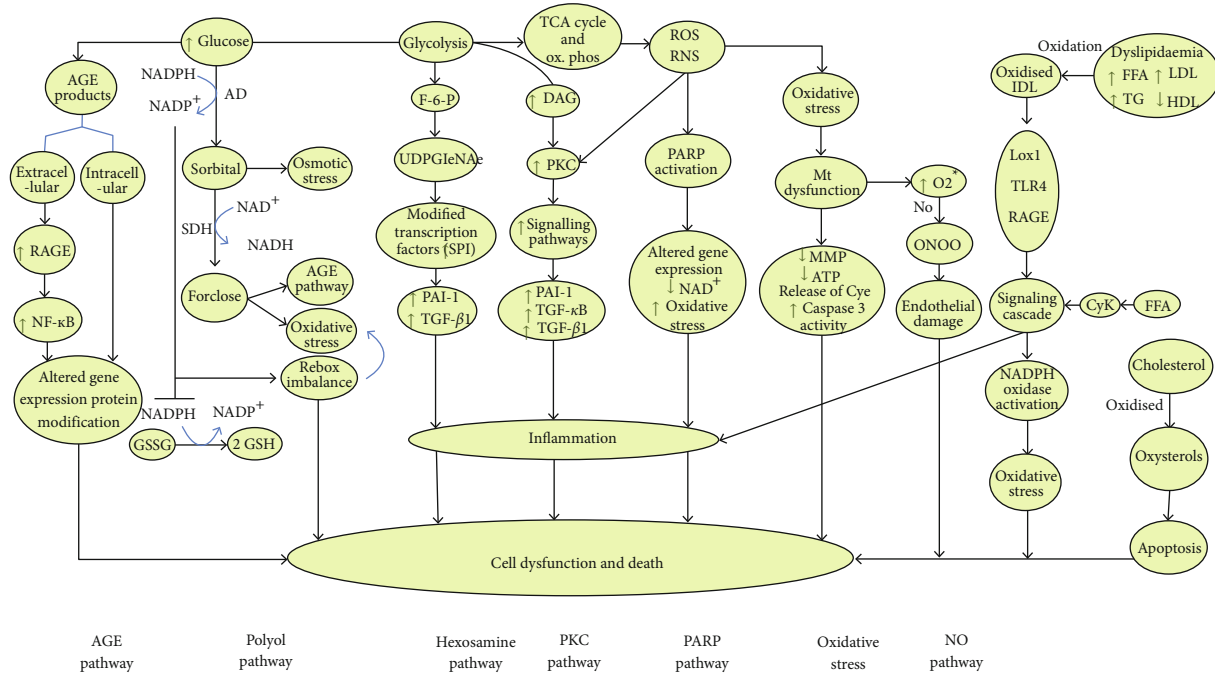 ↑ Glucose
Glycolysis
TCA cycle
and
ox. phos
ROS
RNS
Oxidation
Dyslipidaemia
↑ FFA ↑ LDL
↑ TG ↓ HDL
Oxidised
IDL
AGE
products
NADPH
NADP+
AD
F-6-P
↑ DAG
Oxidative
stress
Extracel
-lular
Intracell
-ular
Sorbital
Osmotic
stress
UDPGIeNAe
↑ PKC
PARP
activation
Mt
dysfunction
↑ O2*
No
Lox1
TLR4
RAGE
NAD+
SDH
NADH
Modified
transcription
factors (SPI)
↑ Signalling
pathways
ONOO
↑ RAGE
Altered gene
expression
↓ NAD+
↑ Oxidative
stress
↓ MMP
↓ ATP
Release of Cye
↑ Caspase 3
activity
Forclose
AGE
pathway
↑ PAI-1
↑ TGF-β1
↑ PAI-1
↑ TGF-κB
↑ TGF-β1
Endothelial
damage
Signaling
cascade
CyK
FFA
↑ NF-κB
Oxidative
stress
Rebox
imbalance
Altered gene
expression protein
modification
NADPH
NADP+
GSSG
2 GSH
NADPH
oxidase
activation
Cholesterol
Oxidised
Inflammation
Oxidative
stress
Oxysterols
Cell dysfunction and death
Apoptosis
AGE
pathway
Polyol
pathway
Hexosamine
pathway
PKC
pathway
PARP
pathway
Oxidative
stress
NO
pathway